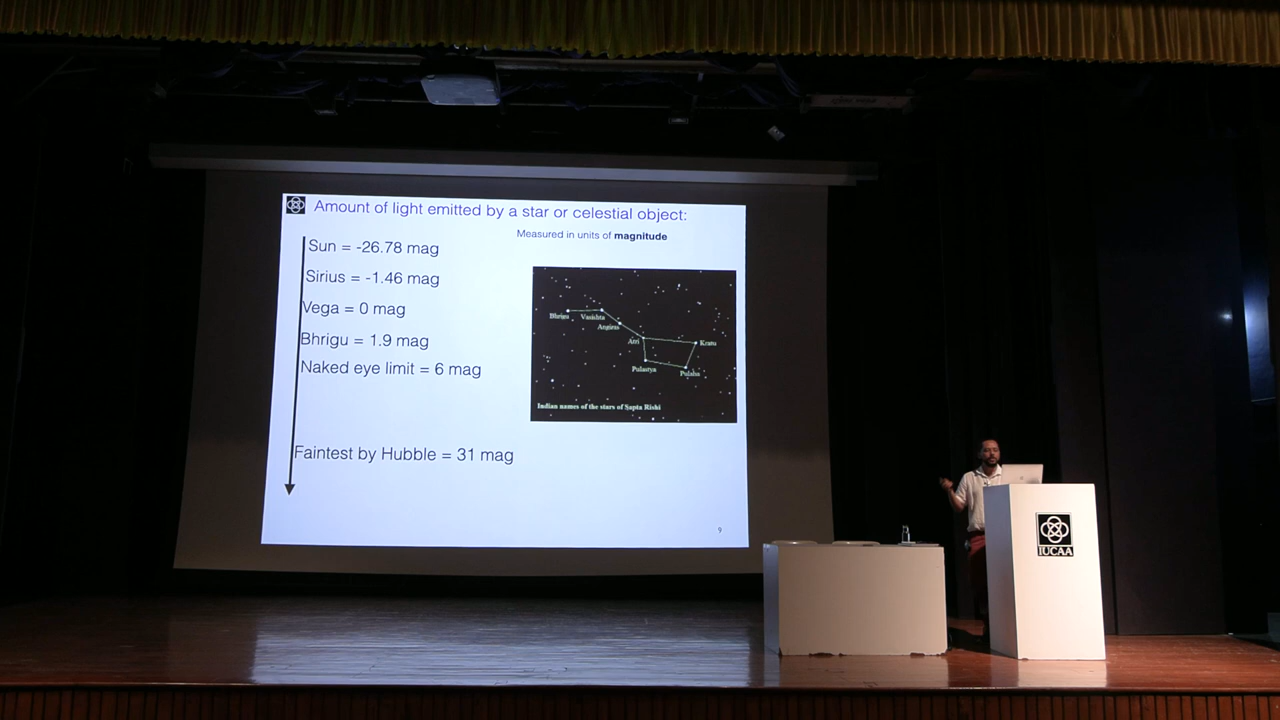 Amount of light emitted by a star or celestial object:
Measured in units of magnitude
Sun = -26.78 mag
Sirius = -1.46 mag
Vega = 0 mag
Bhrigu = 1.9 mag
Naked eye limit = 6 mag
Faintest by Hubble = 31 mag
Bhrigu
Vasishta
Angiras
Atri
Kratu
Pulastya
Pulaha
Indian names of the stars of Sapta Rishi
9
IUCAA